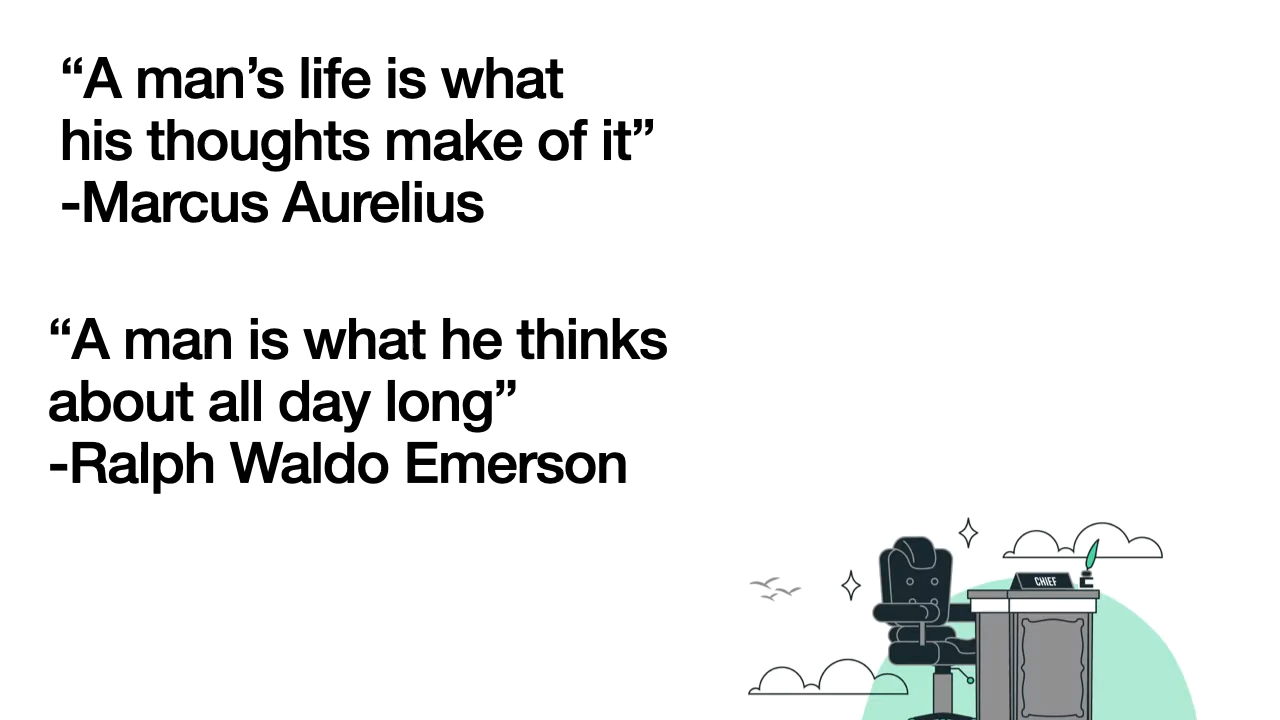 “A man’s life is what
his thoughts make of it”
-Marcus Aurelius
“A man is what he thinks
about all day long”
-Ralph Waldo Emerson
CHIEF